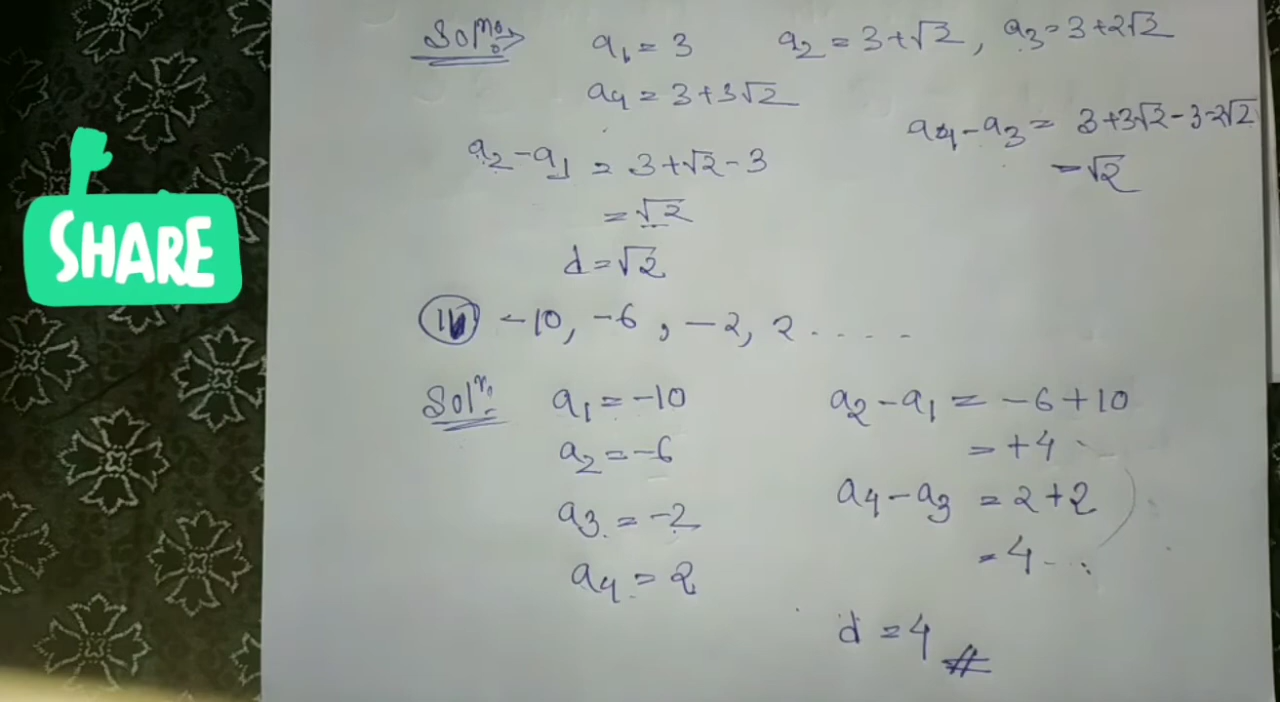 Soln:→ a₁ = 3 a₂ = 3+√2, a₃ = 3+2√2
a₄ = 3+3√2
a₄-a₃ = 3+3√2-3-2√2
= √2
a₂-a₁ = 3+√2-3
= √2
d = √2
SHARE
-10, -6, -2, 2 . . . .
Solⁿ: a₁ = -10 a₂-a₁ = -6+10
a₂ = -6 = +4
a₃ = -2 a₄-a₃ = 2+2
a₄ = 2 = 4
d = 4